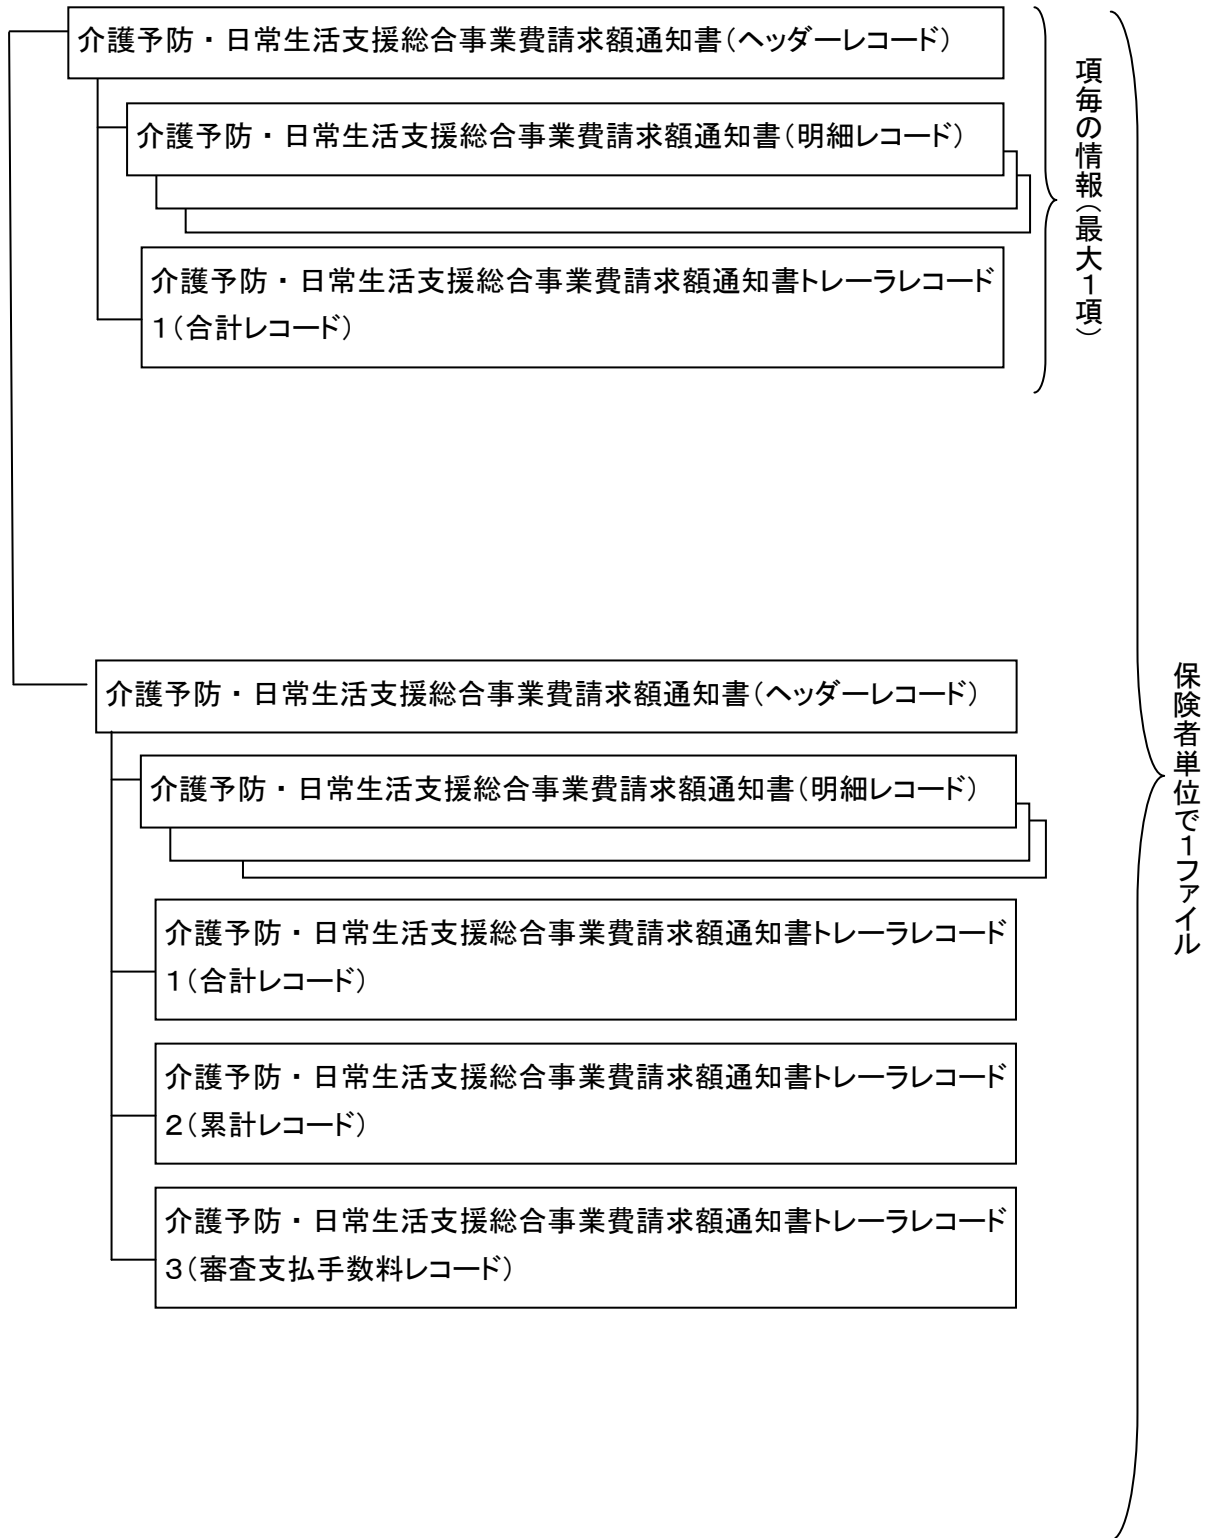 介護予防・日常生活支援総合事業費請求額通知書（ヘッダーレコード）
介護予防・日常生活支援総合事業費請求額通知書（明細レコード）
介護予防・日常生活支援総合事業費請求額通知書トレーラレコード
１（合計レコード）
項毎の情報（最大１項）
介護予防・日常生活支援総合事業費請求額通知書（ヘッダーレコード）
介護予防・日常生活支援総合事業費請求額通知書（明細レコード）
介護予防・日常生活支援総合事業費請求額通知書トレーラレコード
１（合計レコード）
介護予防・日常生活支援総合事業費請求額通知書トレーラレコード
２（累計レコード）
介護予防・日常生活支援総合事業費請求額通知書トレーラレコード
３（審査支払手数料レコード）
保険者単位で１ファイル